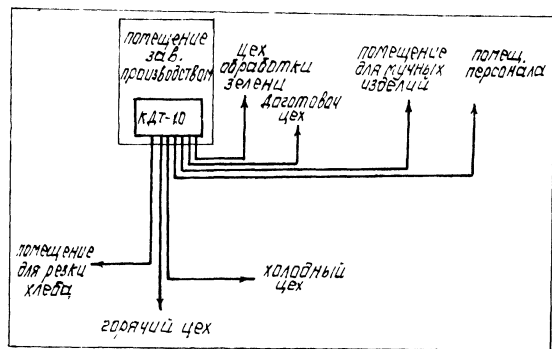 помещение
зав.
производством
КДТ-10
цех
обработки
зелени
Доготовоч
цех
помещение
для мучных
изделий
помещ.
персонала
помещение
для резки
хлеба
горячий цех
холодный
цех